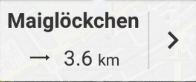 Maiglöckchen
→ 3.6 km